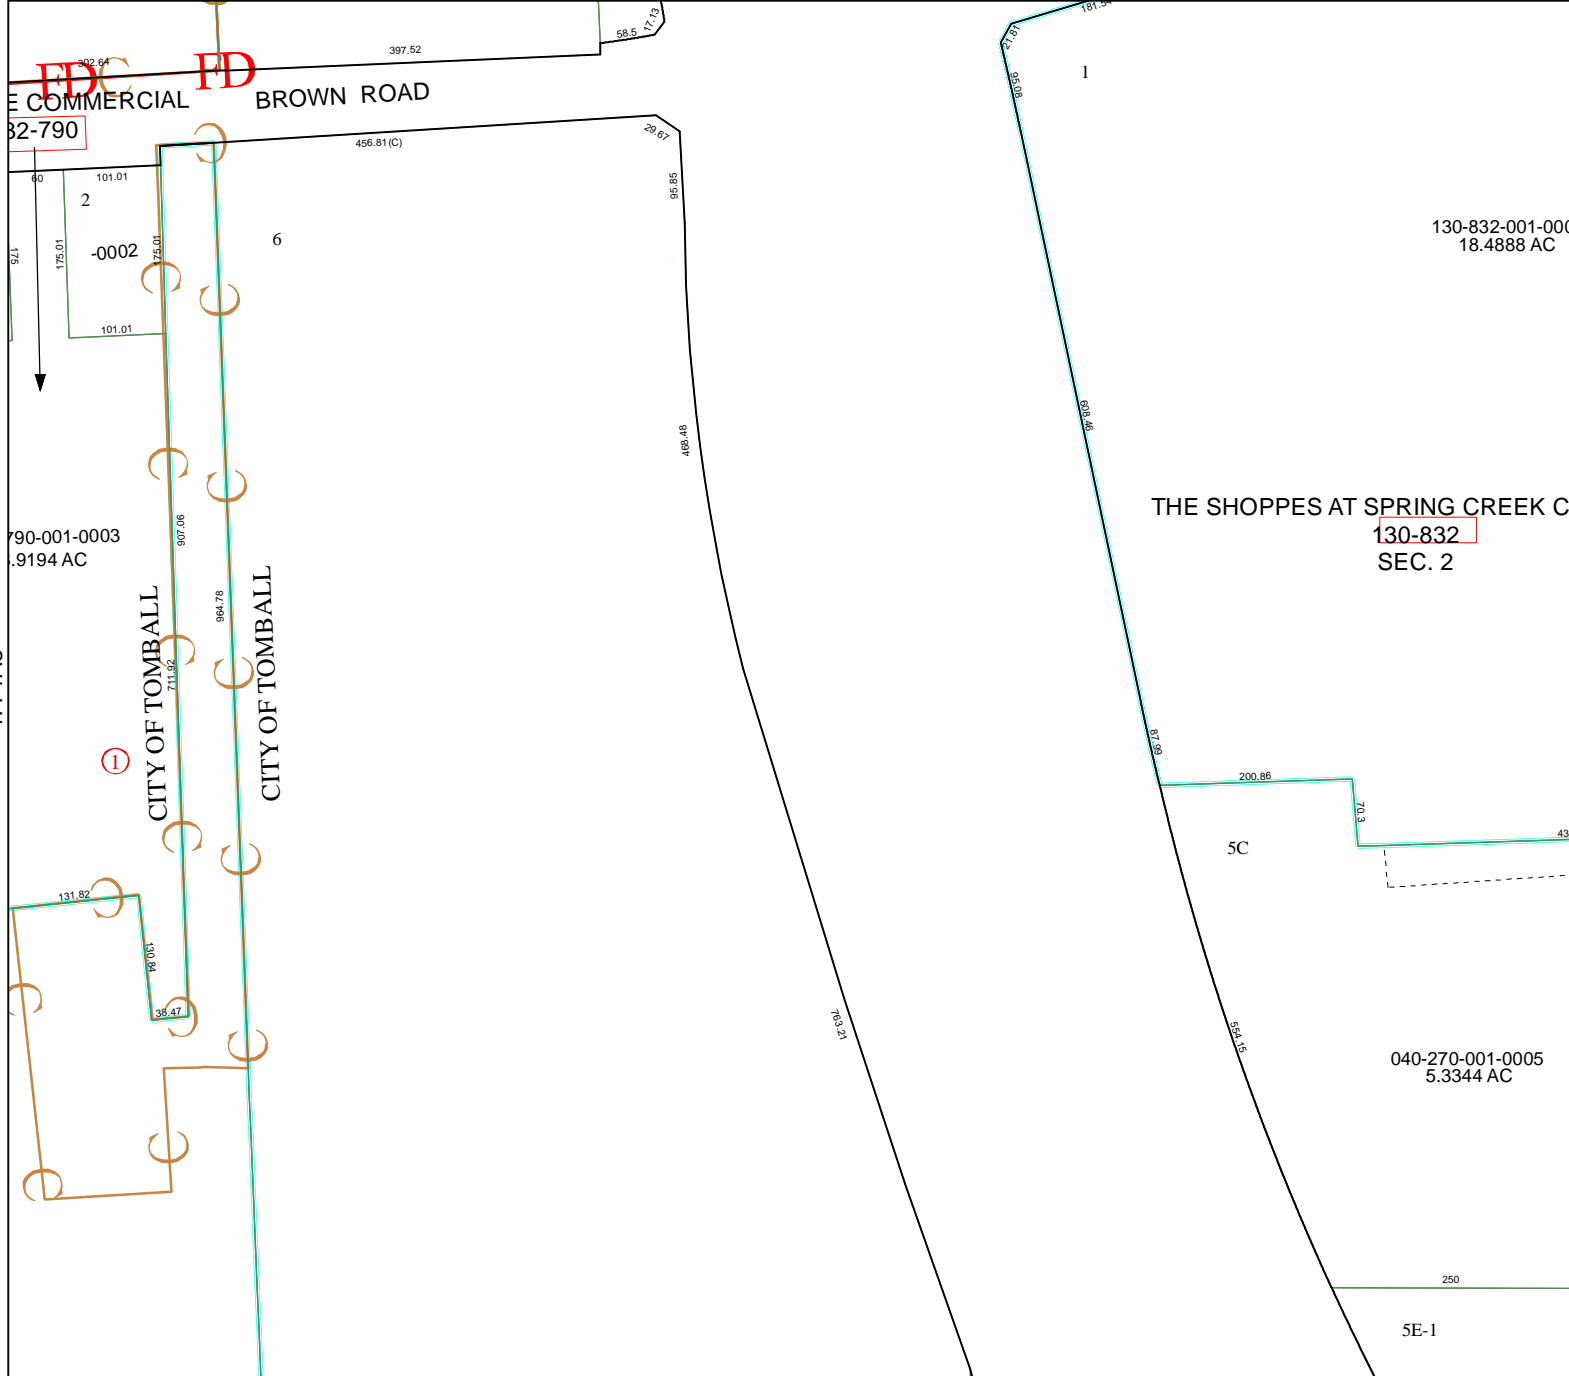 181.54
17.13
58.5
397.52
302.64
21.81
FD
C
FD
1
95.08
E COMMERCIAL
BROWN ROAD
32-790
29.67
456.81(C)
60
101.01
95.85
2
6
130-832-001-000
18.4888 AC
-0002
175
175.01
175.01
101.01
608.46
468.48
THE SHOPPES AT SPRING CREEK C
130-832
SEC. 2
907.06
790-001-0003
.9194 AC
964.78
CITY OF TOMBALL
CITY OF TOMBALL
711.92
87.99
1
200.86
70.3
43
5C
131.82
130.84
38.47
763.21
554.15
040-270-001-0005
5.3344 AC
250
5E-1